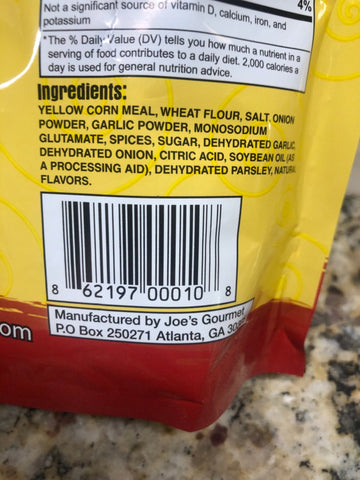 4%
Not a significant source of vitamin D, calcium, iron, and
potassium
*The % Daily Value (DV) tells you how much a nutrient in a
serving of food contributes to a daily diet. 2,000 calories a
day is used for general nutrition advice.
Ingredients:
YELLOW CORN MEAL, WHEAT FLOUR, SALT, ONION
POWDER, GARLIC POWDER, MONOSODIUM
GLUTAMATE, SPICES, SUGAR, DEHYDRATED GARLIC,
DEHYDRATED ONION, CITRIC ACID, SOYBEAN OIL (AS
A PROCESSING AID), DEHYDRATED PARSLEY, NATURAL
FLAVORS.
8 62197 00010 8
Manufactured by Joe's Gourmet
P.O Box 250271 Atlanta, GA
om